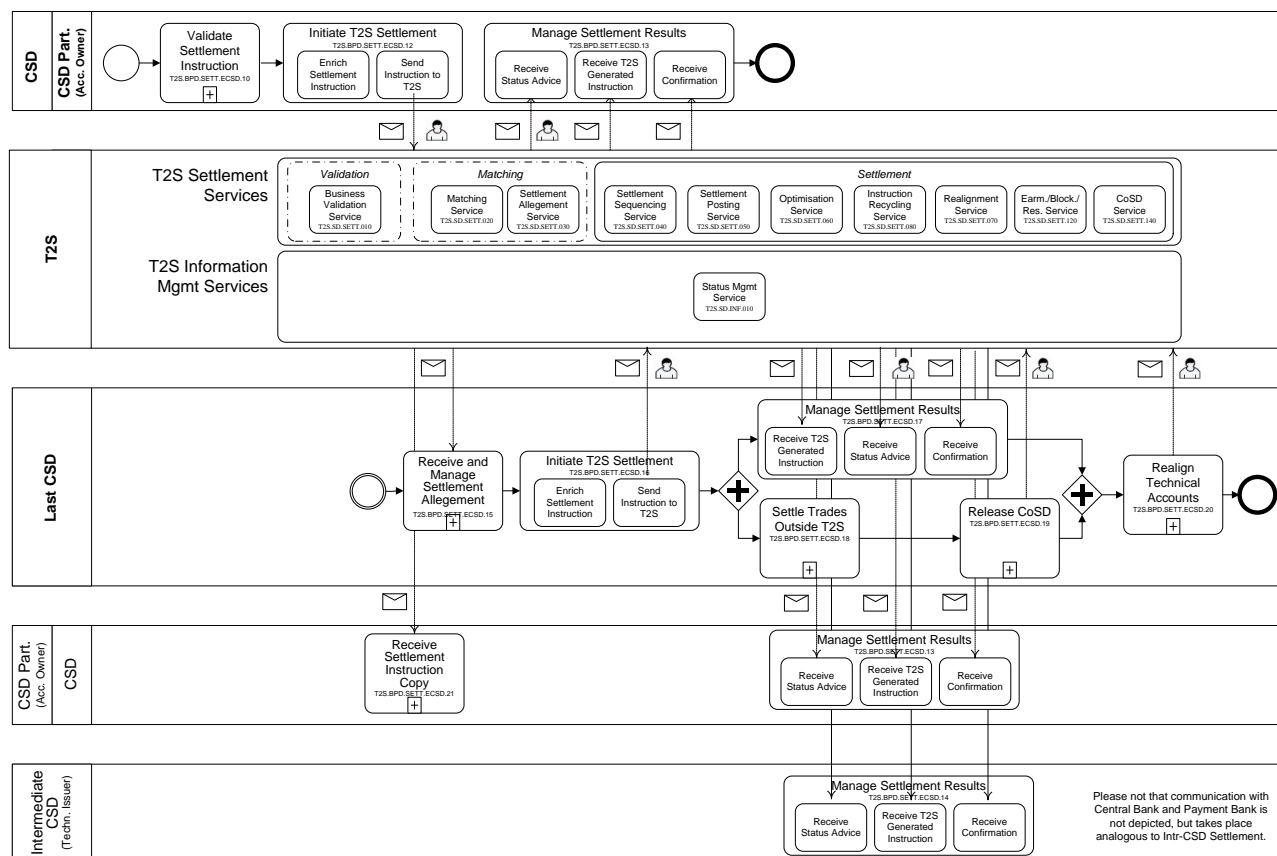 CSD
CSD Part.
(Acc. Owner)
Validate
Settlement
Instruction
T2S.BPD.SETT.ECSD.10
Initiate T2S Settlement
T2S.BPD.SETT.ECSD.12
Enrich
Settlement
Instruction
Send
Instruction to
T2S
Manage Settlement Results
T2S.BPD.SETT.ECSD.13
Receive
Status Advice
Receive T2S
Generated
Instruction
Receive
Confirmation
T2S
T2S Settlement
Services
Validation
Business
Validation
Service
T2S.SD.SETT.010
Matching
Matching
Service
T2S.SD.SETT.020
Settlement
Allegement
Service
T2S.SD.SETT.030
Settlement
Settlement
Sequencing
Service
T2S.SD.SETT.040
Settlement
Posting
Service
T2S.SD.SETT.050
Optimisation
Service
T2S.SD.SETT.060
Instruction
Recycling
Service
T2S.SD.SETT.080
Realignment
Service
T2S.SD.SETT.070
Earm./Block./
Res. Service
T2S.SD.SETT.120
CoSD
Service
T2S.SD.SETT.140
T2S Information
Mgmt Services
Status Mgmt
Service
T2S.SD.INF.010
Last CSD
Receive and
Manage
Settlement
Allegement
T2S.BPD.SETT.ECSD.15
Initiate T2S Settlement
T2S.BPD.SETT.ECSD.16
Enrich
Settlement
Instruction
Send
Instruction to
T2S
Manage Settlement Results
T2S.BPD.SETT.ECSD.17
Receive T2S
Generated
Instruction
Receive
Status Advice
Receive
Confirmation
Settle Trades
Outside T2S
T2S.BPD.SETT.ECSD.18
Release CoSD
T2S.BPD.SETT.ECSD.19
Realign
Technical
Accounts
T2S.BPD.SETT.ECSD.20
CSD Part.
(Acc. Owner)
CSD
Receive
Settlement
Instruction
Copy
T2S.BPD.SETT.ECSD.21
Manage Settlement Results
T2S.BPD.SETT.ECSD.13
Receive
Status Advice
Receive T2S
Generated
Instruction
Receive
Confirmation
Intermediate
CSD
(Techn. Issuer)
Manage Settlement Results
T2S.BPD.SETT.ECSD.14
Receive
Status Advice
Receive T2S
Generated
Instruction
Receive
Confirmation
Please not that communication with
Central Bank and Payment Bank is
not depicted, but takes place
analogous to Intr-CSD Settlement.